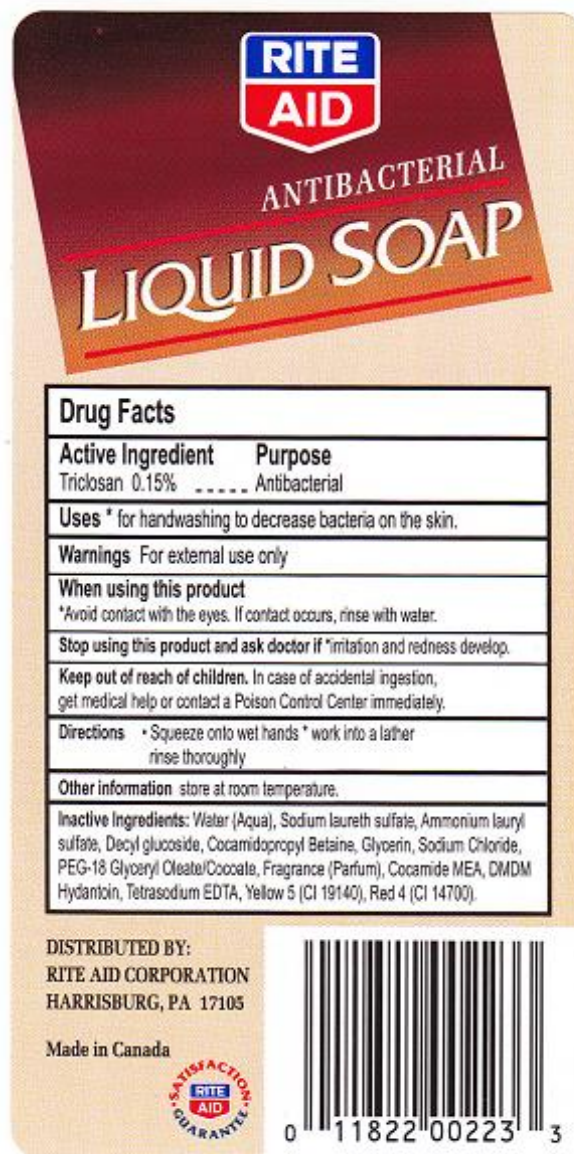 RITE
AID
ANTIBACTERIAL
LIQUID SOAP
Drug Facts
Active Ingredient Purpose
Triclosan 0.15% _ _ _ _ _ Antibacterial
Uses * for handwashing to decrease bacteria on the skin.
Warnings For external use only
When using this product
*Avoid contact with the eyes. If contact occurs, rinse with water.
Stop using this product and ask doctor if *irritation and redness develop.
Keep out of reach of children. In case of accidental ingestion,
get medical help or contact a Poison Control Center immediately.
Directions • Squeeze onto wet hands * work into a lather
rinse thoroughly
Other information store at room temperature.
Inactive Ingredients: Water (Aqua), Sodium laureth sulfate, Ammonium lauryl
sulfate, Decyl glucoside, Cocamidopropyl Betaine, Glycerin, Sodium Chloride,
PEG-18 Glyceryl Oleate/Cocoate, Fragrance (Parfum), Cocamide MEA, DMDM
Hydantoin, Tetrasodium EDTA, Yellow 5 (CI 19140), Red 4 (CI 14700).
DISTRIBUTED BY:
RITE AID CORPORATION
HARRISBURG, PA 17105
Made in Canada
SATISFACTION
RITE
AID
GUARANTEE
0 11822 00223 3